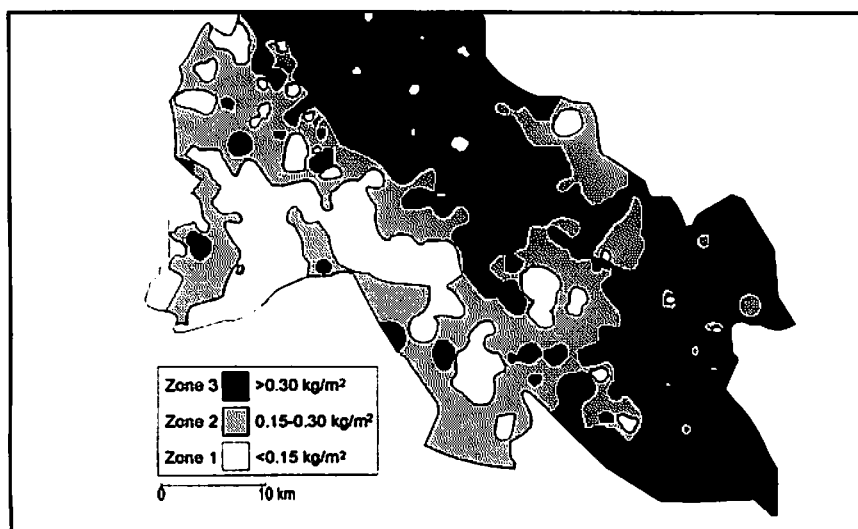 Zone 3 >0.30 kg/m²
Zone 2 0.15-0.30 kg/m²
Zone 1 <0.15 kg/m²
0 10 km